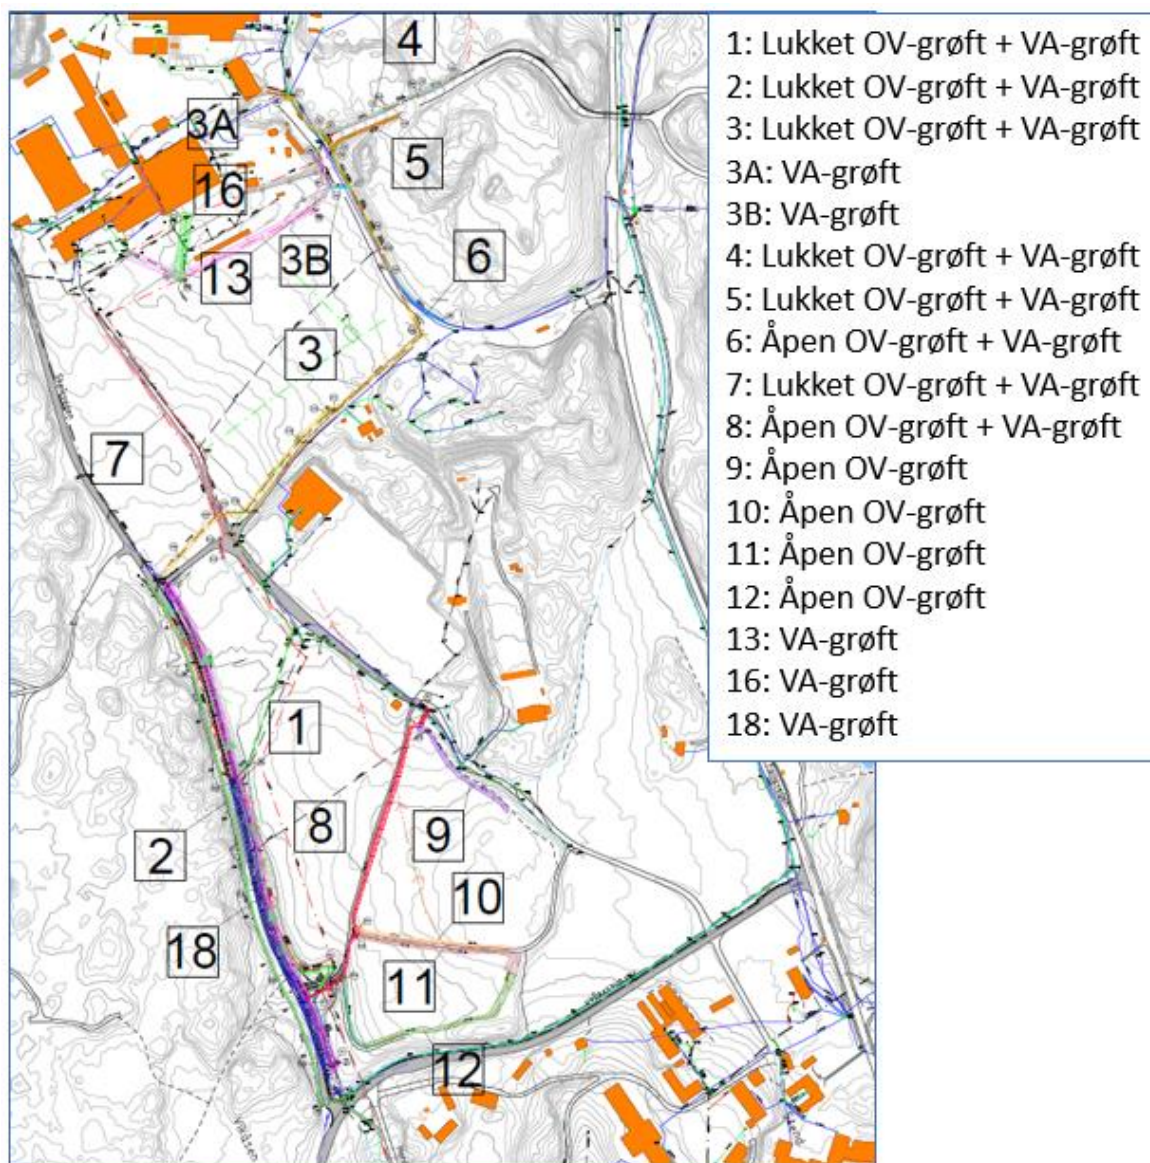 4
3A
5
16
6
3B
13
3
7
1
8
9
2
10
18
11
12
Vikåsen
1: Lukket OV-grøft + VA-grøft
2: Lukket OV-grøft + VA-grøft
3: Lukket OV-grøft + VA-grøft
3A: VA-grøft
3B: VA-grøft
4: Lukket OV-grøft + VA-grøft
5: Lukket OV-grøft + VA-grøft
6: Åpen OV-grøft + VA-grøft
7: Lukket OV-grøft + VA-grøft
8: Åpen OV-grøft + VA-grøft
9: Åpen OV-grøft
10: Åpen OV-grøft
11: Åpen OV-grøft
12: Åpen OV-grøft
13: VA-grøft
16: VA-grøft
18: VA-grøft